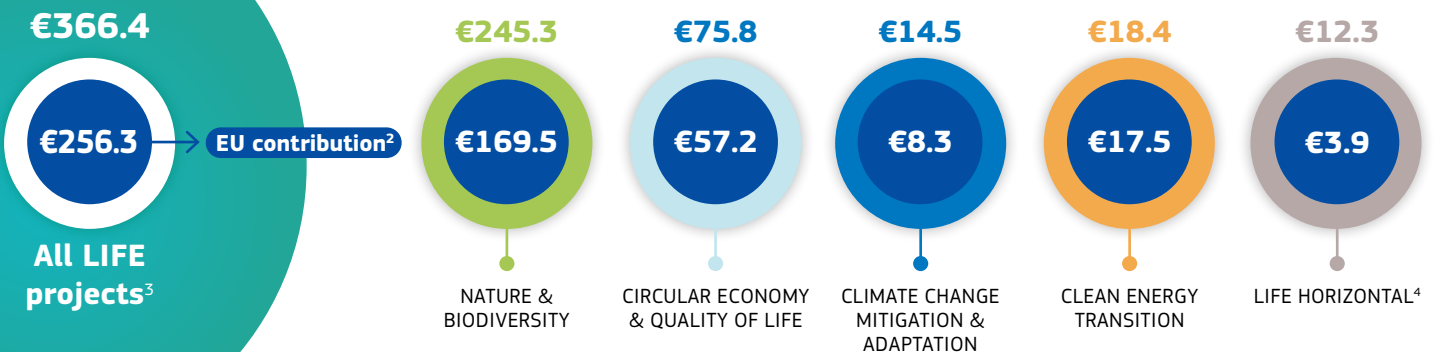 €366.4
€256.3
EU contribution²
All LIFE
projects³
€245.3
€169.5
NATURE &
BIODIVERSITY
€75.8
€57.2
CIRCULAR ECONOMY
& QUALITY OF LIFE
€14.5
€8.3
CLIMATE CHANGE
MITIGATION &
ADAPTATION
€18.4
€17.5
CLEAN ENERGY
TRANSITION
€12.3
€3.9
LIFE HORIZONTAL⁴